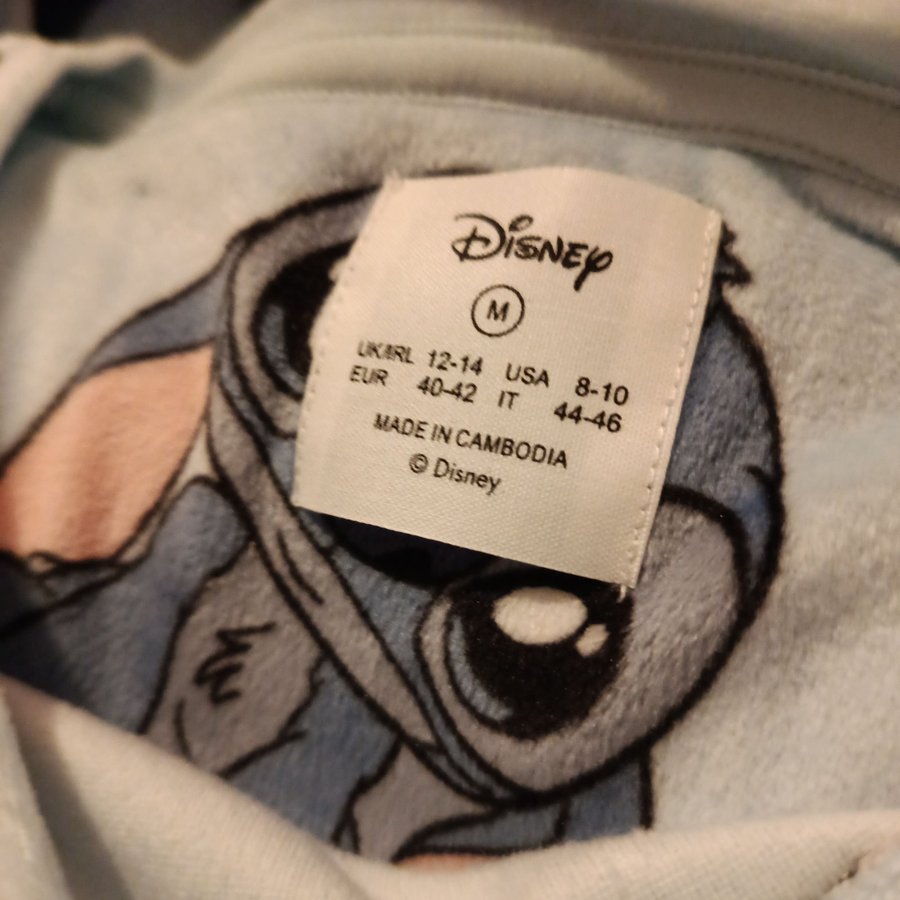 Disney
M
UK/IRL 12-14 USA 8-10
EUR 40-42 IT 44-46
MADE IN CAMBODIA
© Disney